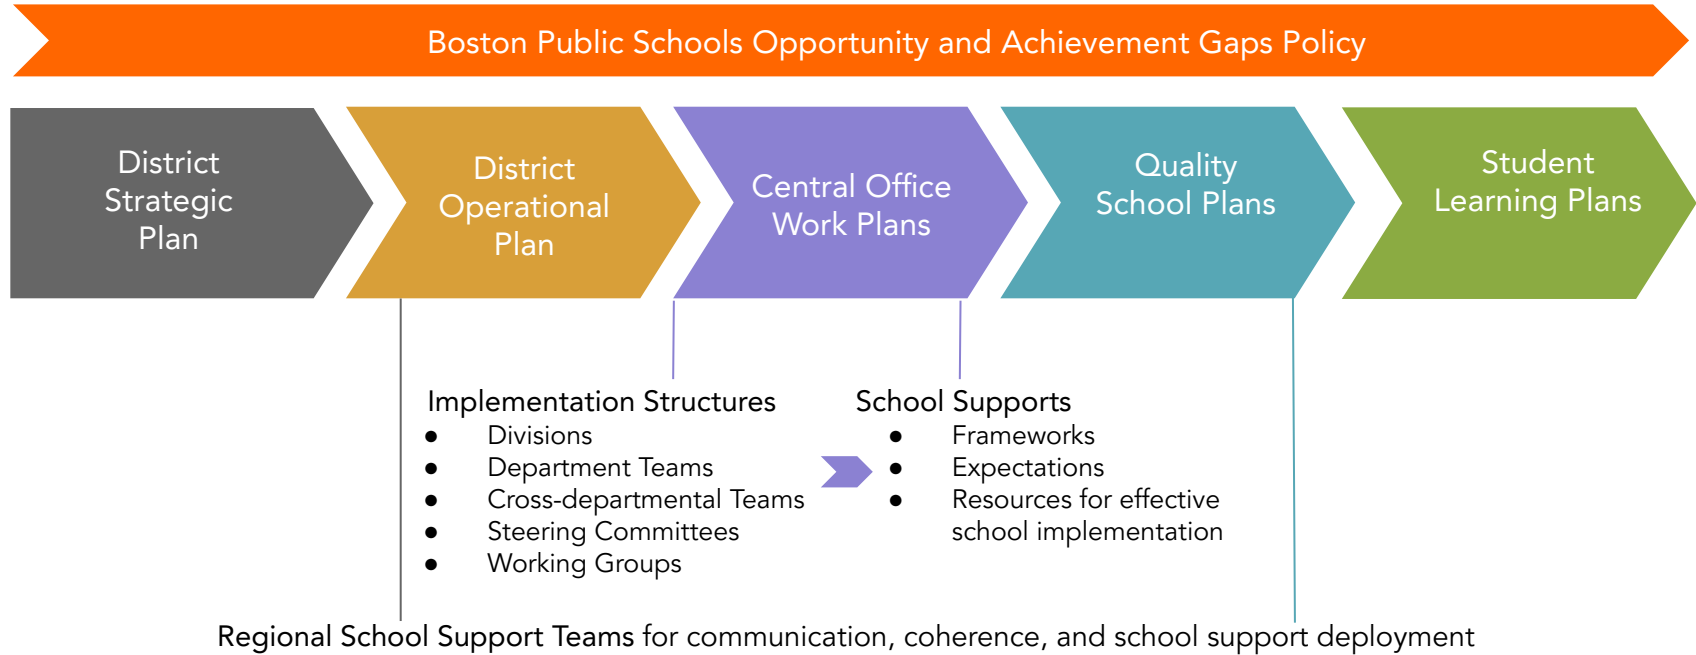 Boston Public Schools Opportunity and Achievement Gaps Policy
District
Strategic
Plan
District
Operational
Plan
Central Office
Work Plans
Quality
School Plans
Student
Learning Plans
Implementation Structures
● Divisions
● Department Teams
● Cross-departmental Teams
● Steering Committees
● Working Groups
School Supports
● Frameworks
● Expectations
● Resources for effective
school implementation
Regional School Support Teams for communication, coherence, and school support deployment